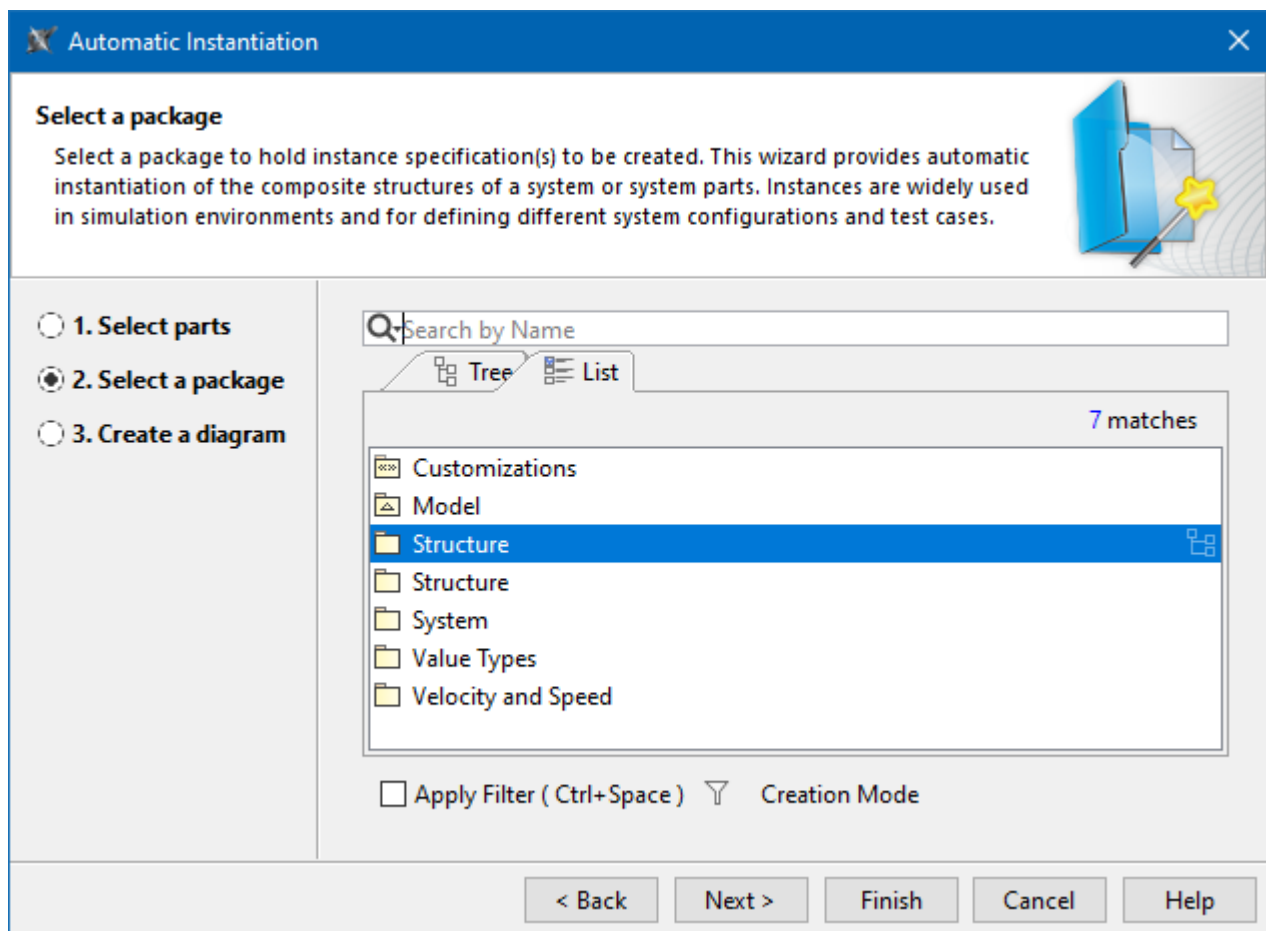 Automatic Instantiation
Select a package
Select a package to hold instance specification(s) to be created. This wizard provides automatic
instantiation of the composite structures of a system or system parts. Instances are widely used
in simulation environments and for defining different system configurations and test cases.
1. Select parts
2. Select a package
3. Create a diagram
Search by Name
Tree
List
7 matches
Customizations
Model
Structure
Structure
System
Value Types
Velocity and Speed
Apply Filter ( Ctrl+Space )
Creation Mode
< Back
Next >
Finish
Cancel
Help